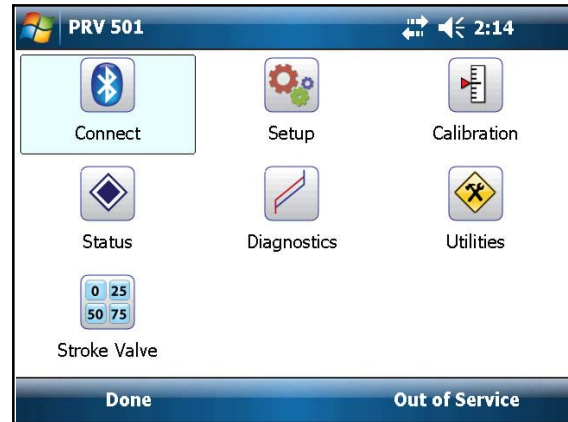 PRV 501 2:14
Connect Setup Calibration
Status Diagnostics Utilities
0 25
50 75
Stroke Valve
Done Out of Service